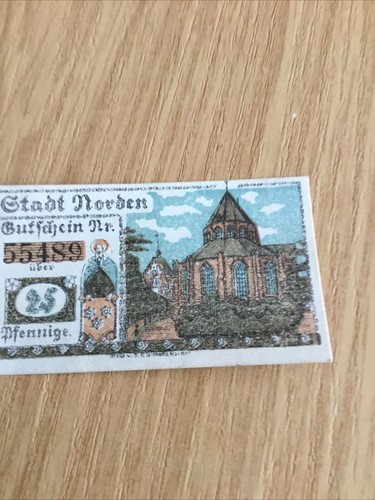 Stadt Norden
Gutschein Nr.
55489
über
25
Pfennige.